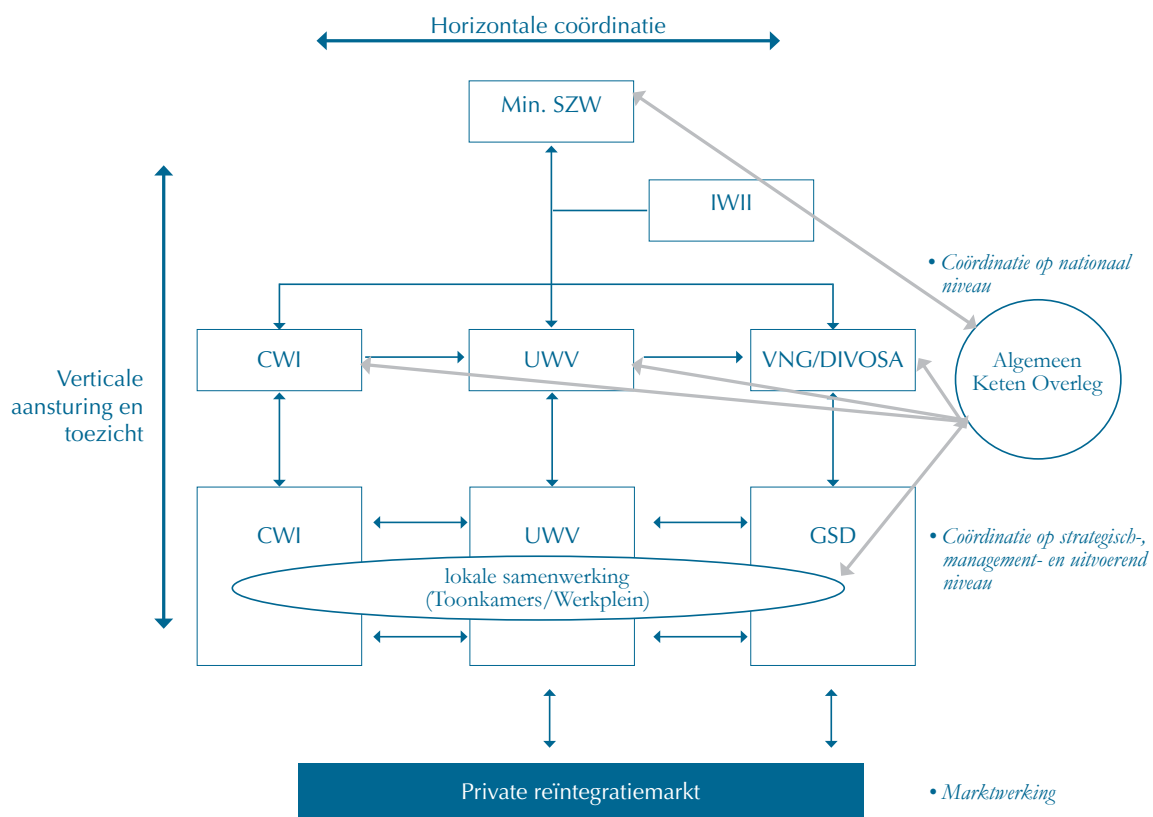 Horizontale coördinatie
Min. SZW
IWII
• Coördinatie op nationaal
niveau
CWI
UWV
VNG/DIVOSA
Algemeen
Keten Overleg
Verticale
aansturing en
toezicht
CWI
UWV
GSD
• Coördinatie op strategisch-,
management- en uitvoerend
niveau
lokale samenwerking
(Toonkamers/Werkplein)
Private reïntegratiemarkt
• Marktwerking